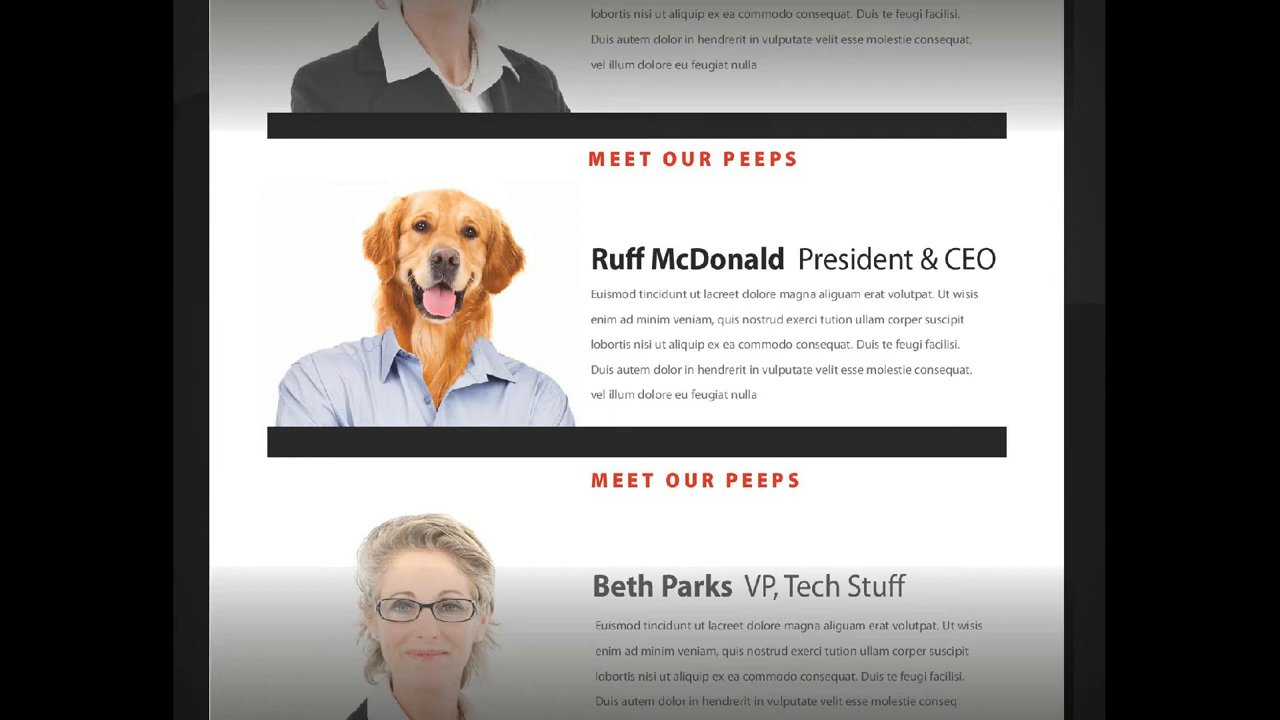 lobortis nisi ut aliquip ex ea commodo consequat. Duis te feugi facilisi.
Duis autem dolor in hendrerit in vulputate velit esse molestie consequat,
vel illum dolore eu feugiat nulla
MEET OUR PEEPS
Ruff McDonald President & CEO
Euismod tincidunt ut lacreet dolore magna aliguam erat volutpat. Ut wisis
enim ad minim veniam, quis nostrud exerci tution ullam corper suscipit
lobortis nisi ut aliquip ex ea commodo consequat. Duis te feugi facilisi.
Duis autem dolor in hendrerit in vulputate velit esse molestie consequat,
vel illum dolore eu feugiat nulla
MEET OUR PEEPS
Beth Parks VP, Tech Stuff
Euismod tincidunt ut lacreet dolore magna aliguam erat volutpat. Ut wisis
enim ad minim veniam, quis nostrud exerci tution ullam corper suscipit
lobortis nisi ut aliquip ex ea commodo consequat. Duis te feugi facilisi.
Duis autem dolor in hendrerit in vulputate velit esse molestie conseq